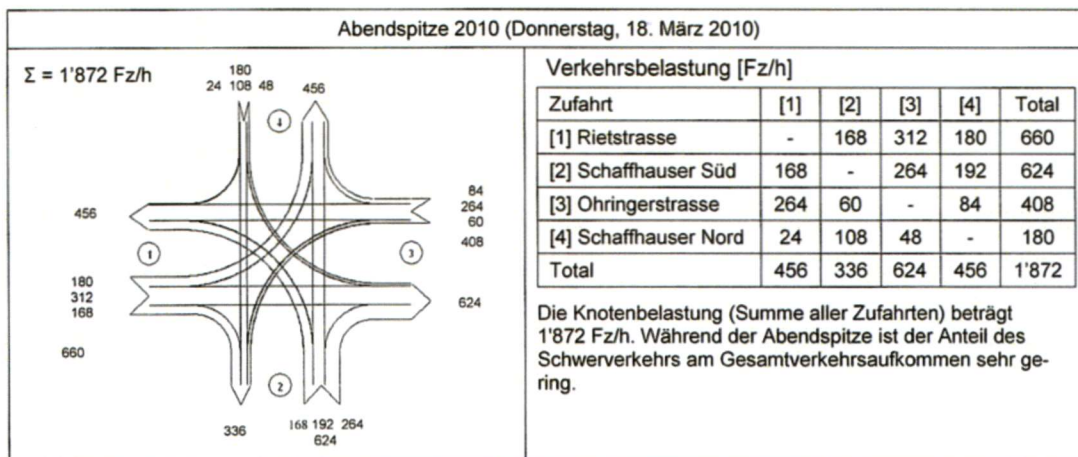 Abendspitze 2010 (Donnerstag, 18. März 2010)
Σ = 1'872 Fz/h
180
24 108 48
456
4
84
264
60
408
456
1
3
180
312
168
660
624
2
336
168 192 264
624
Verkehrsbelastung [Fz/h]
Zufahrt [1] [2] [3] [4] Total
[1] Rietstrasse - 168 312 180 660
[2] Schaffhauser Süd 168 - 264 192 624
[3] Ohringerstrasse 264 60 - 84 408
[4] Schaffhauser Nord 24 108 48 - 180
Total 456 336 624 456 1'872
Die Knotenbelastung (Summe aller Zufahrten) beträgt
1'872 Fz/h. Während der Abendspitze ist der Anteil des
Schwerverkehrs am Gesamtverkehrsaufkommen sehr ge-
ring.